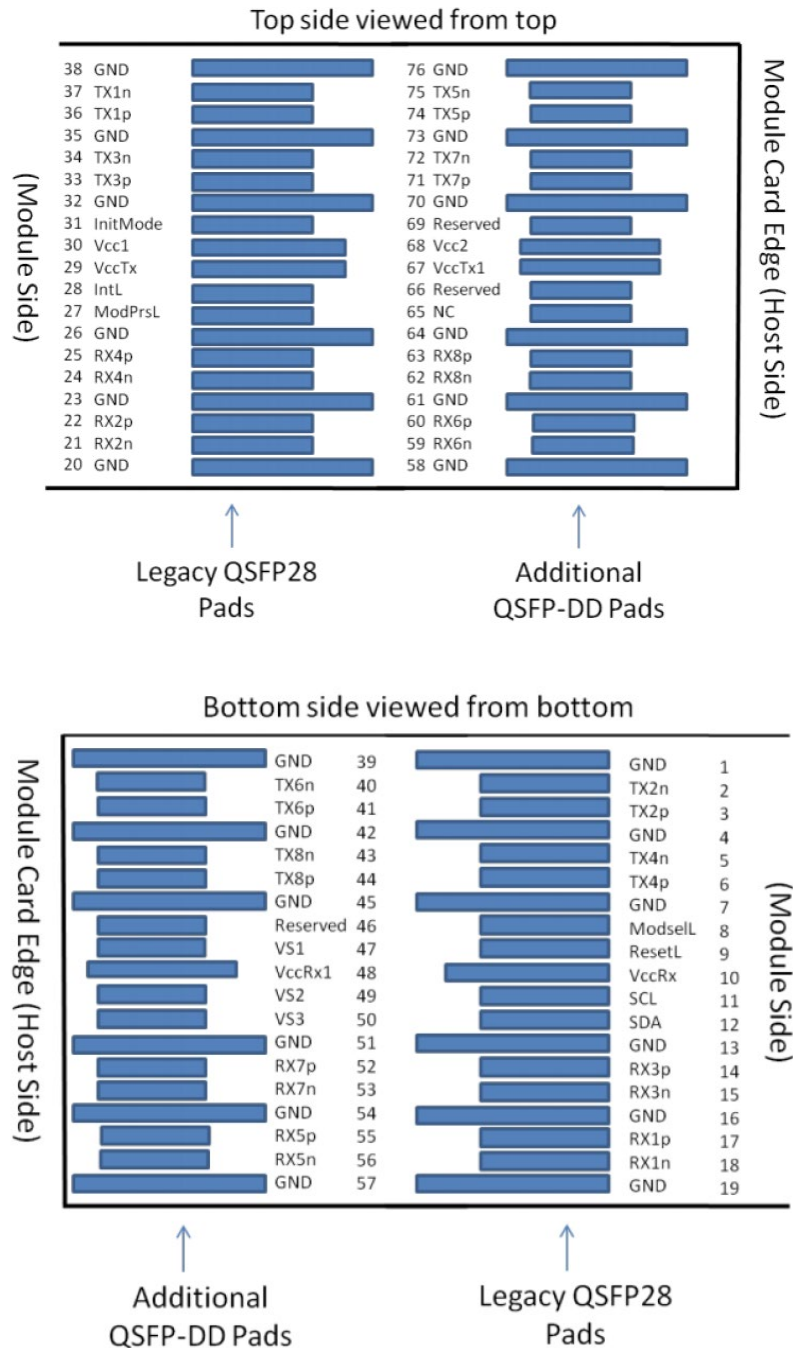 Top side viewed from top
38 GND 76 GND
37 TX1n 75 TX5n
36 TX1p 74 TX5p
35 GND 73 GND
34 TX3n 72 TX7n
33 TX3p 71 TX7p
32 GND 70 GND
31 InitMode 69 Reserved
30 Vcc1 68 Vcc2
29 VccTx 67 VccTx1
28 IntL 66 Reserved
27 ModPrsL 65 NC
26 GND 64 GND
25 RX4p 63 RX8p
24 RX4n 62 RX8n
23 GND 61 GND
22 RX2p 60 RX6p
21 RX2n 59 RX6n
20 GND 58 GND
(Module Side)
Module Card Edge (Host Side)
Legacy QSFP28
Pads
Additional
QSFP-DD Pads
Bottom side viewed from bottom
Module Card Edge (Host Side)
GND 39 GND 1
TX6n 40 TX2n 2
TX6p 41 TX2p 3
GND 42 GND 4
TX8n 43 TX4n 5
TX8p 44 TX4p 6
GND 45 GND 7
Reserved 46 ModselL 8
VS1 47 ResetL 9
VccRx1 48 VccRx 10
VS2 49 SCL 11
VS3 50 SDA 12
GND 51 GND 13
RX7p 52 RX3p 14
RX7n 53 RX3n 15
GND 54 GND 16
RX5p 55 RX1p 17
RX5n 56 RX1n 18
GND 57 GND 19
(Module Side)
Additional
QSFP-DD Pads
Legacy QSFP28
Pads